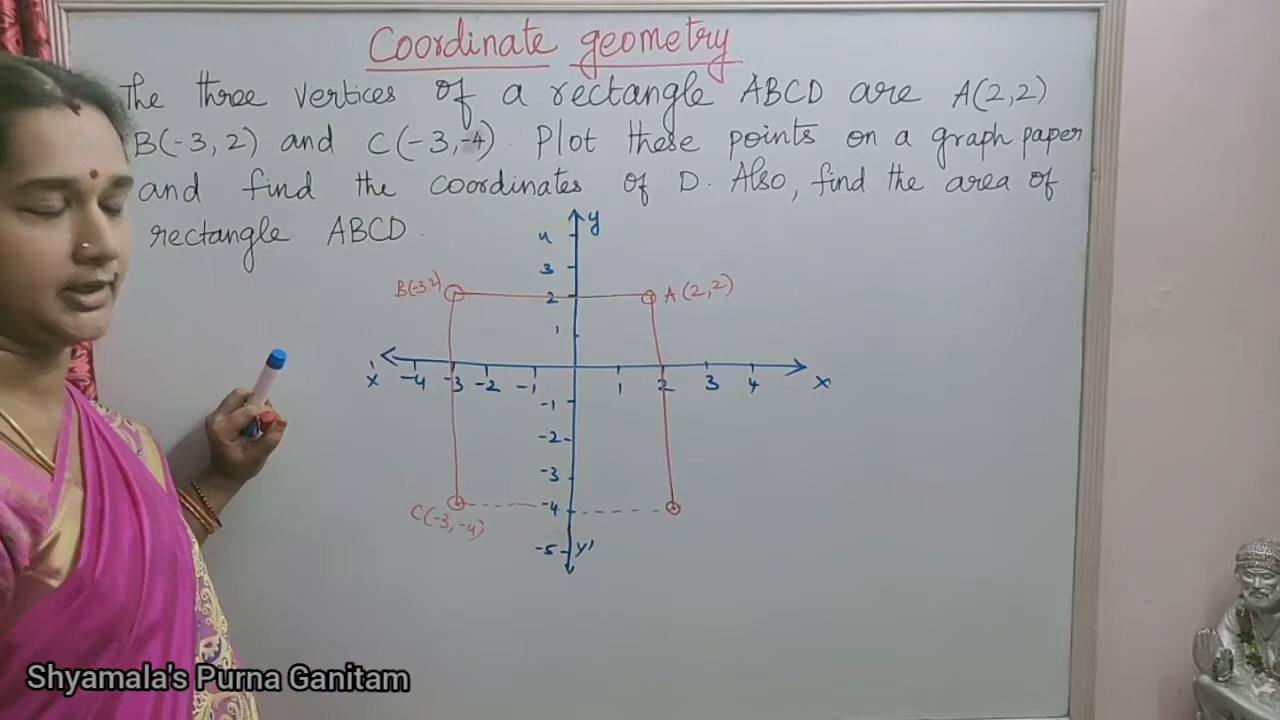 Coordinate geometry
The three vertices of a rectangle ABCD are A(2,2)
B(-3,2) and C(-3,-4). Plot these points on a graph paper
and find the coordinates of D. Also, find the area of
rectangle ABCD.
y
4
3
B(-3,2) 2 A(2,2)
1
x -4 -3 -2 -1 1 2 3 4 x
-1
-2
-3
-4
C(-3,-4)
-5 y'
Shyamala's Purna Ganitam